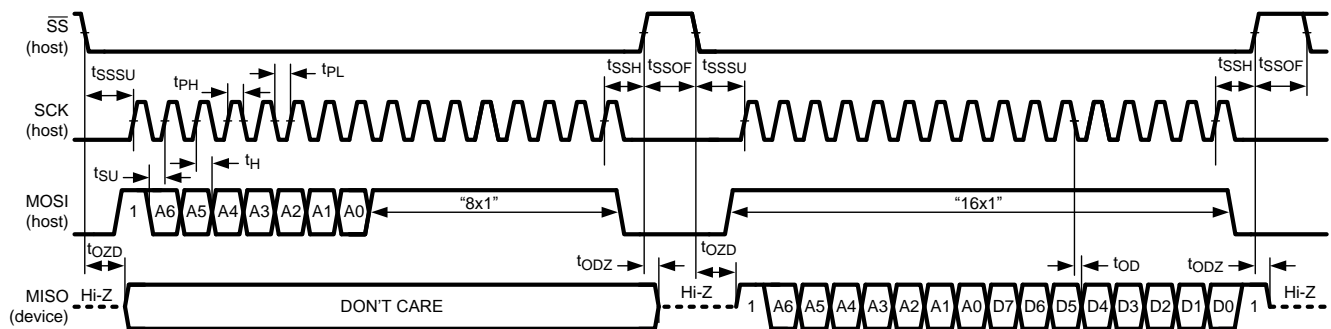 SS
(host)
tSSSU tPH tPL tSSH tSSOF tSSSU tSSH tSSOF
SCK
(host)
tSU tH
MOSI
(host)
1 A6 A5 A4 A3 A2 A1 A0 “8x1” “16x1”
tOZD tODZ tOZD tOD tODZ
MISO
(device)
Hi-Z DON’T CARE Hi-Z 1 A6 A5 A4 A3 A2 A1 A0 D7 D6 D5 D4 D3 D2 D1 D0 1 Hi-Z